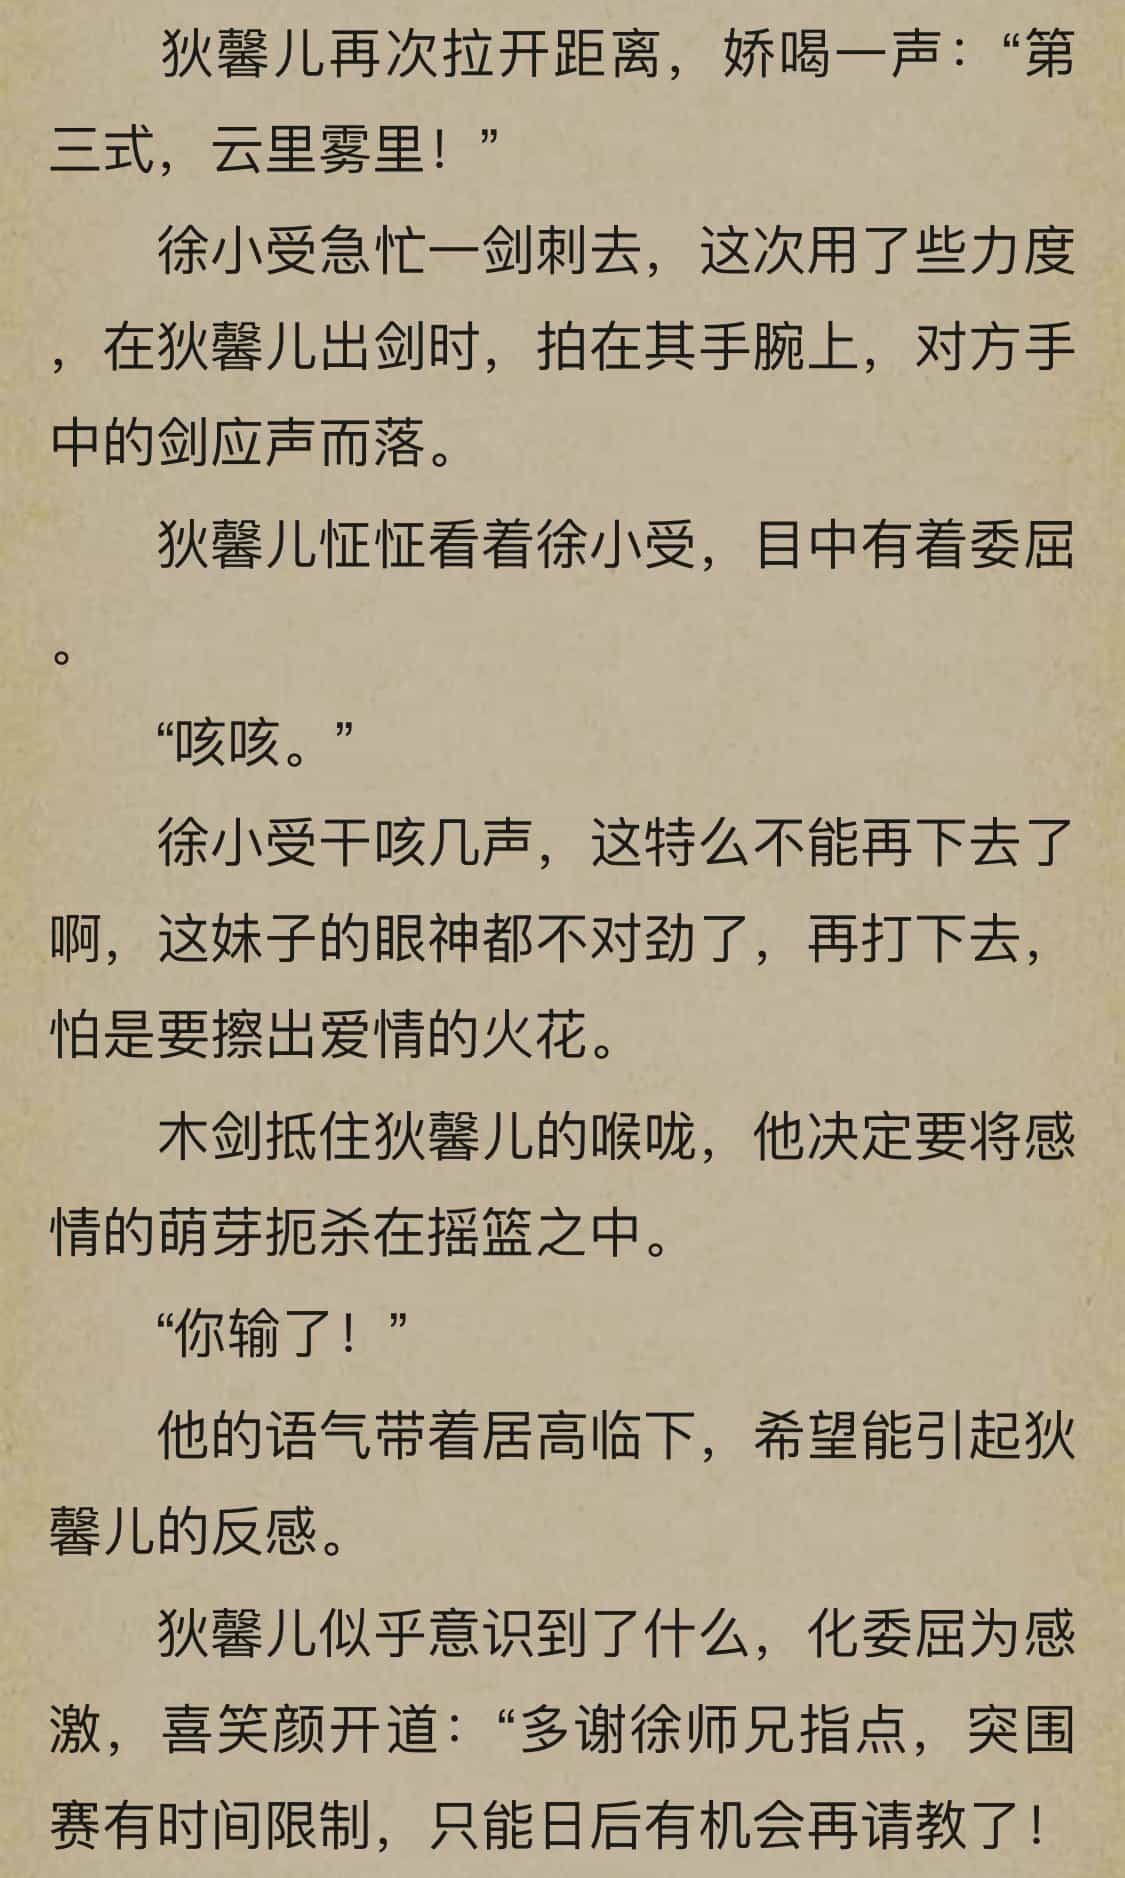 狄馨儿再次拉开距离，娇喝一声：“第
三式，云里雾里！”
徐小受急忙一剑刺去，这次用了些力度
，在狄馨儿出剑时，拍在其手腕上，对方手
中的剑应声而落。
狄馨儿怔怔看着徐小受，目中有着委屈
。
“咳咳。”
徐小受干咳几声，这特么不能再下去了
啊，这妹子的眼神都不对劲了，再打下去，
怕是要擦出爱情的火花。
木剑抵住狄馨儿的喉咙，他决定要将感
情的萌芽扼杀在摇篮之中。
“你输了！”
他的语气带着居高临下，希望能引起狄
馨儿的反感。
狄馨儿似乎意识到了什么，化委屈为感
激，喜笑颜开道：“多谢徐师兄指点，突围
赛有时间限制，只能日后有机会再请教了！